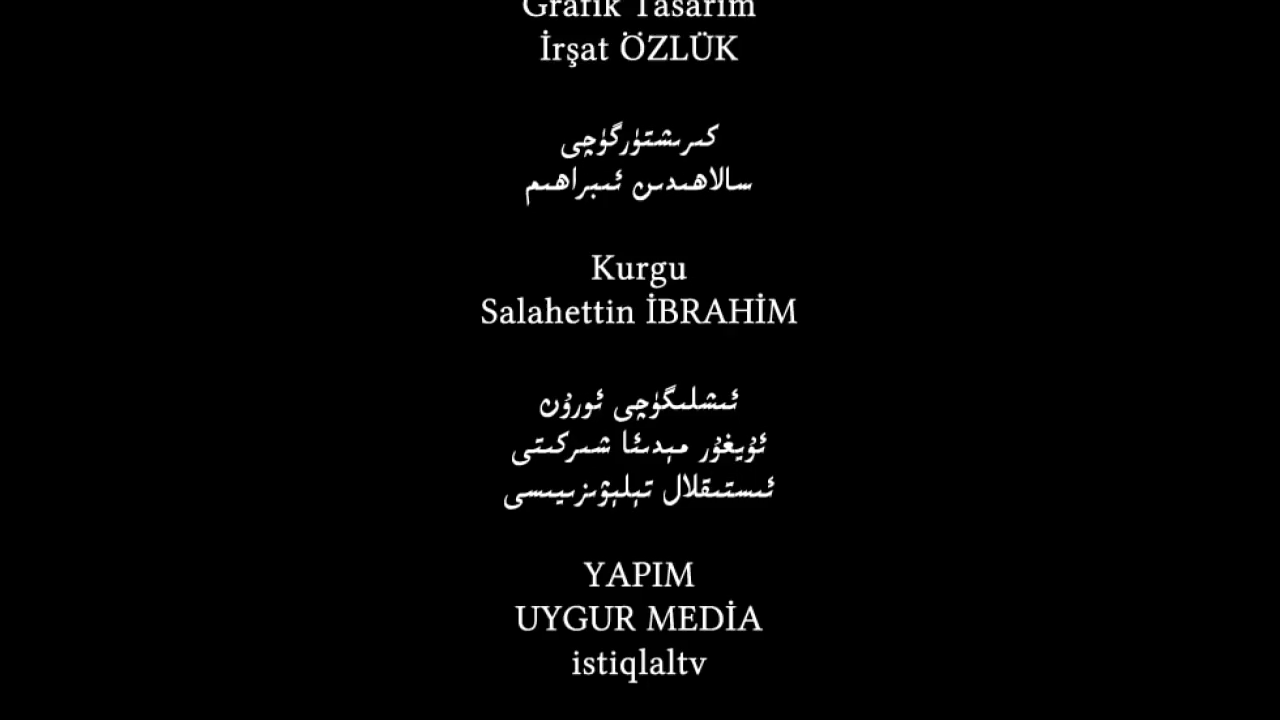 Grafik Tasarım
İrşat ÖZLÜK
كىرىشتۈرگۈچى
سالاھىدىن ئىبراھىم
Kurgu
Salahettin İBRAHİM
ئىشلىگۈچى ئورۇن
ئۇيغۇر مېدىئا شىركىتى
ئىستىقلال تېلېۋىزىيىسى
YAPIM
UYGUR MEDİA
istiqlaltv